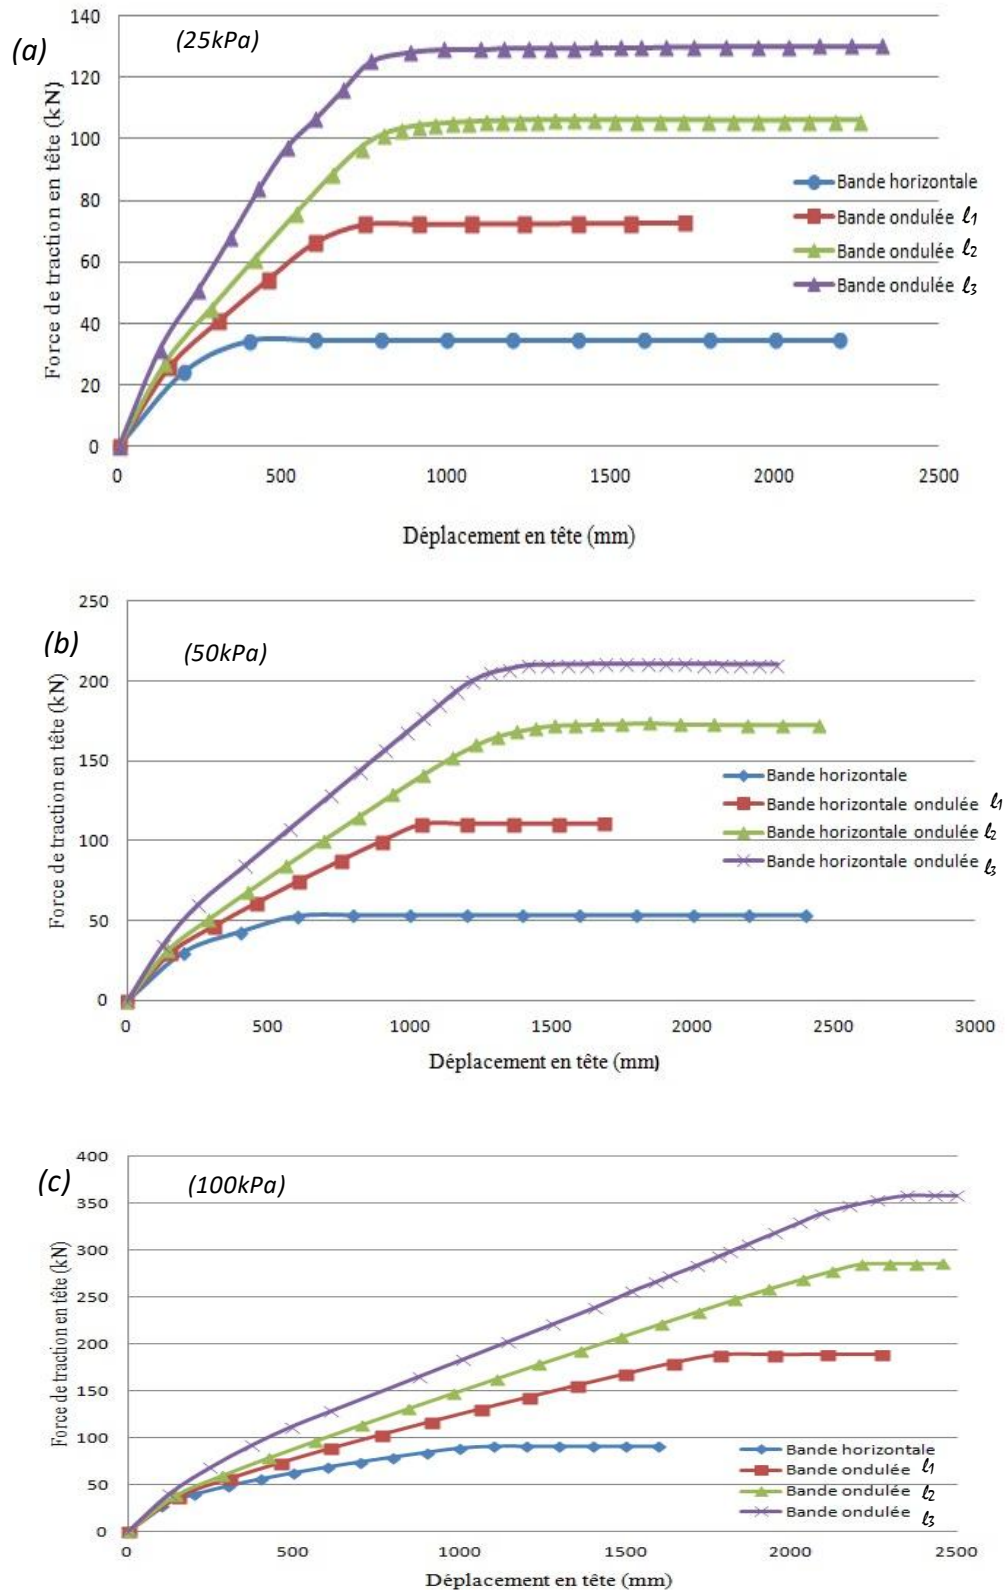 (a)
(25kPa)
Force de traction en tête (kN)
140
120
100
80
60
40
20
0
0 500 1000 1500 2000 2500
Déplacement en tête (mm)
Bande horizontale
Bande ondulée ℓ1
Bande ondulée ℓ2
Bande ondulée ℓ3
(b)
(50kPa)
Force de traction en tête (kN)
250
200
150
100
50
0
0 500 1000 1500 2000 2500 3000
Déplacement en tête (mm)
Bande horizontale
Bande horizontale ondulée ℓ1
Bande horizontale ondulée ℓ2
Bande horizontale ondulée ℓ3
(c)
(100kPa)
Force de traction en tête (kN)
400
350
300
250
200
150
100
50
0
0 500 1000 1500 2000 2500
Déplacement en tête (mm)
Bande horizontale
Bande ondulée ℓ1
Bande ondulée ℓ2
Bande ondulée ℓ3